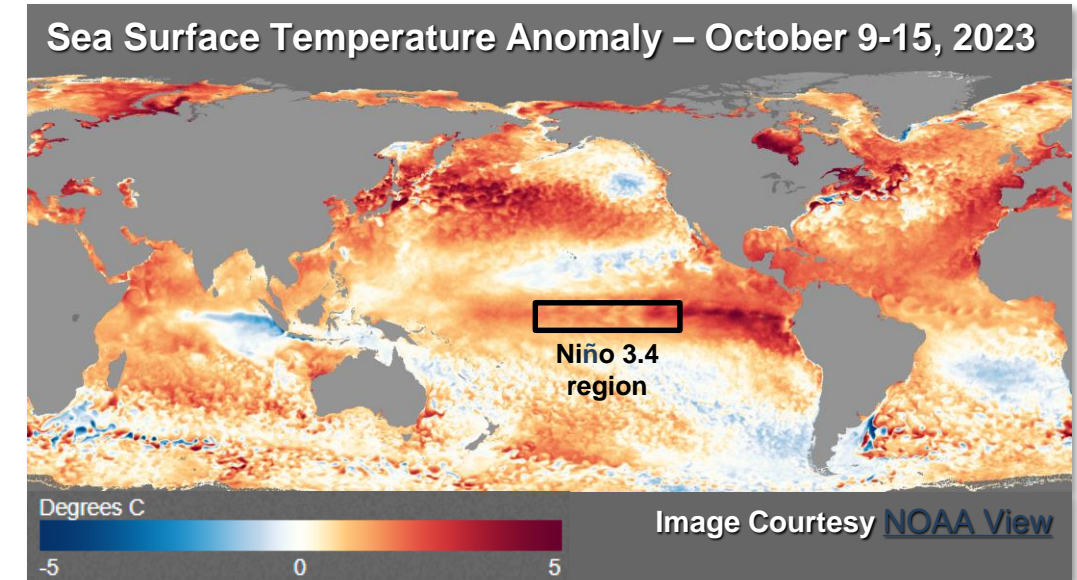 Sea Surface Temperature Anomaly – October 9-15, 2023
Niño 3.4
region
Degrees C
-5 0 5
Image Courtesy NOAA View